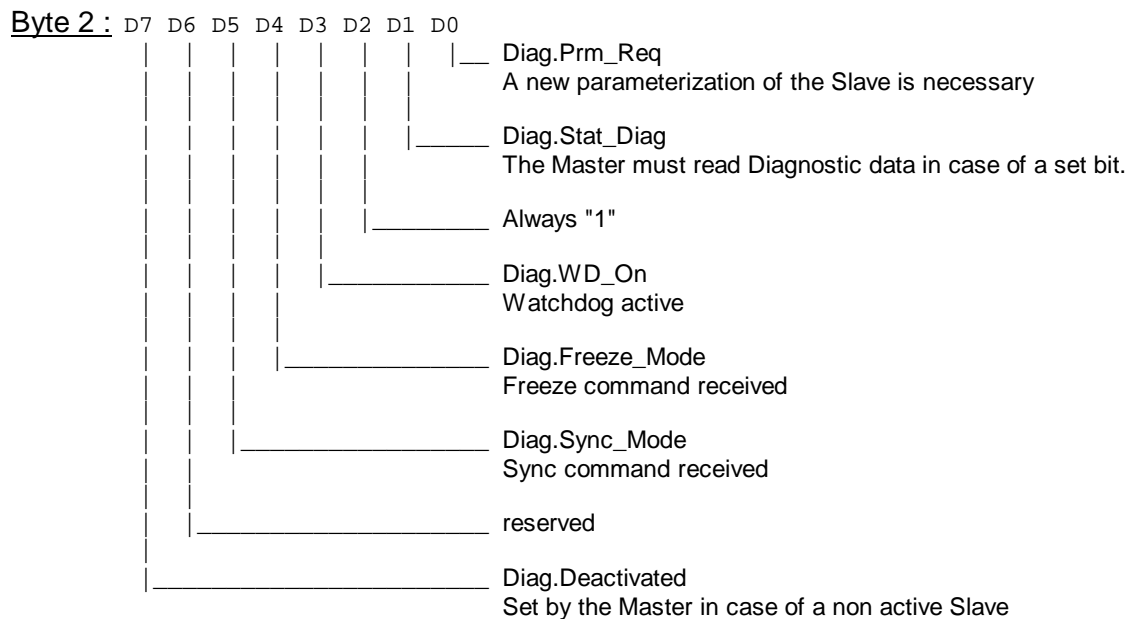 Byte 2 : D7 D6 D5 D4 D3 D2 D1 D0
Diag.Prm_Req
A new parameterization of the Slave is necessary
Diag.Stat_Diag
The Master must read Diagnostic data in case of a set bit.
Always "1"
Diag.WD_On
Watchdog active
Diag.Freeze_Mode
Freeze command received
Diag.Sync_Mode
Sync command received
reserved
Diag.Deactivated
Set by the Master in case of a non active Slave